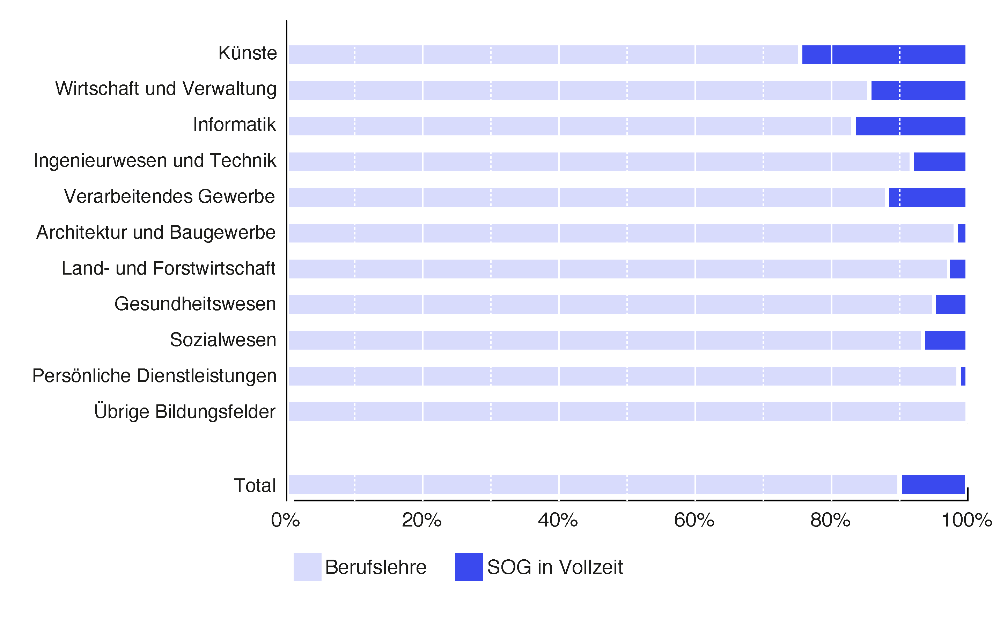 Künste
Wirtschaft und Verwaltung
Informatik
Ingenieurwesen und Technik
Verarbeitendes Gewerbe
Architektur und Baugewerbe
Land- und Forstwirtschaft
Gesundheitswesen
Sozialwesen
Persönliche Dienstleistungen
Übrige Bildungsfelder
Total
0% 20% 40% 60% 80% 100%
Berufslehre SOG in Vollzeit